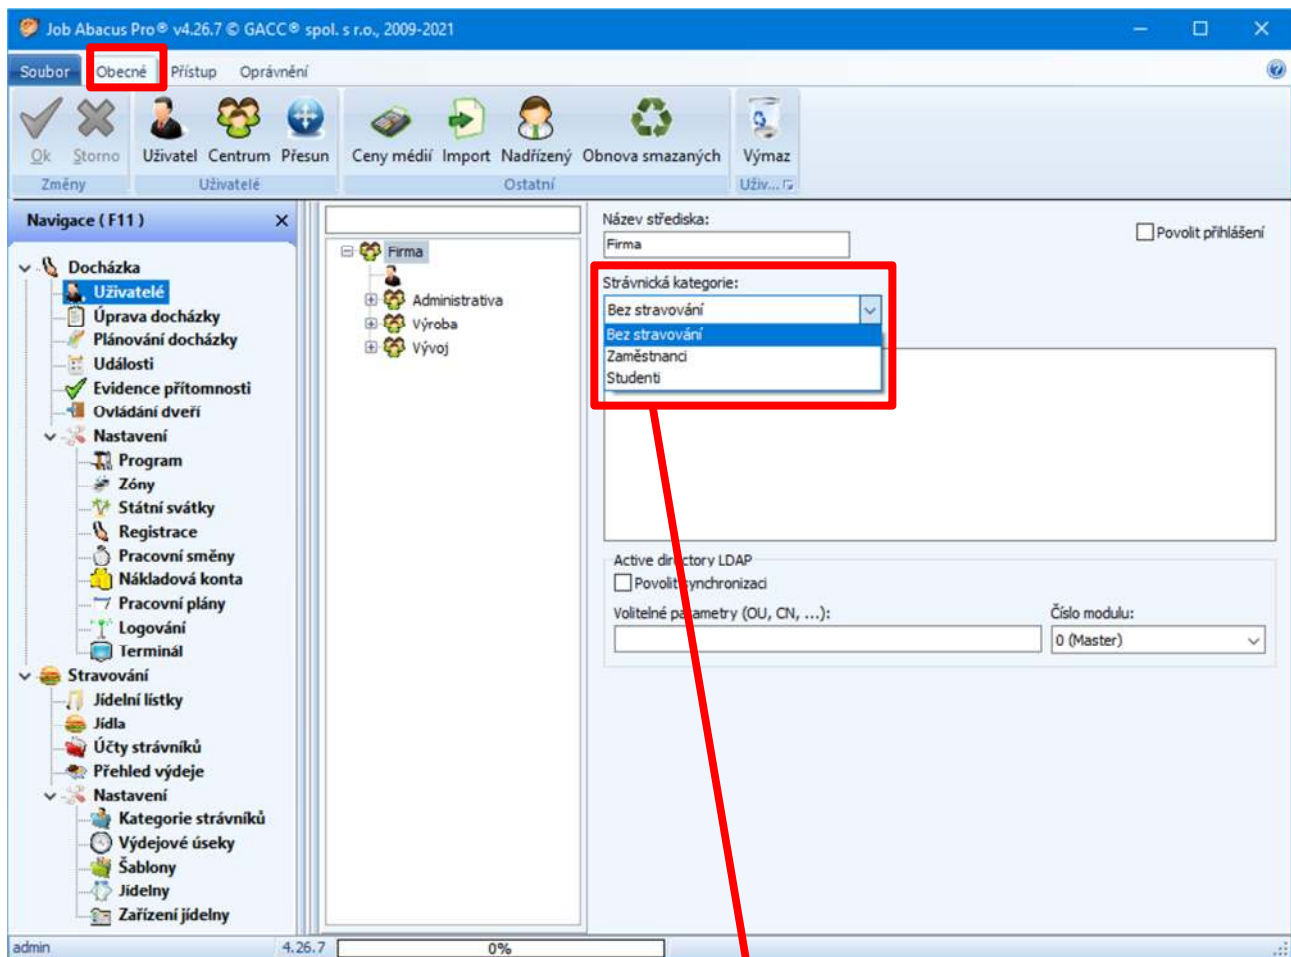 Job Abacus Pro® v4.26.7 © GACC® spol. s r.o., 2009-2021
Soubor Obecné Přístup Oprávnění
Ok Storno Uživatel Centrum Přesun Ceny médií Import Nadřízený Obnova smazaných Výmaz
Změny Uživatelé Ostatní Uživ...
Navigace ( F11 )
Docházka
Uživatelé
Úprava docházky
Plánování docházky
Události
Evidence přítomnosti
Ovládání dveří
Nastavení
Program
Zóny
Státní svátky
Registrace
Pracovní směny
Nákladová konta
Pracovní plány
Logování
Terminál
Stravování
Jídelní lístky
Jídla
Účty strávníků
Přehled výdeje
Nastavení
Kategorie strávníků
Výdejové úseky
Šablony
Jídelny
Zařízení jídelny
Firma
Administrativa
Výroba
Vývoj
Název střediska:
Firma
Povolit přihlášení
Strávnická kategorie:
Bez stravování
Bez stravování
Zaměstnanci
Studenti
Active directory LDAP
Povolit synchronizaci
Volitelné parametry (OU, CN, ...):
Číslo modulu:
0 (Master)
admin 4.26.7 0%